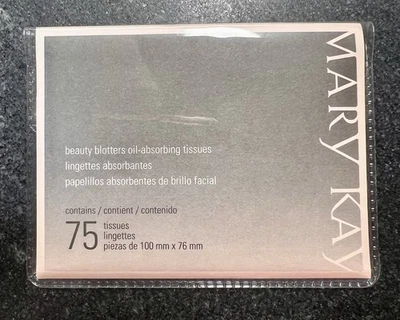 MARY KAY
beauty blotters oil-absorbing tissues
lingettes absorbantes
papelillos absorbentes de brillo facial
contains / contient / contenido
75 tissues
lingettes
piezas de 100 mm x 76 mm